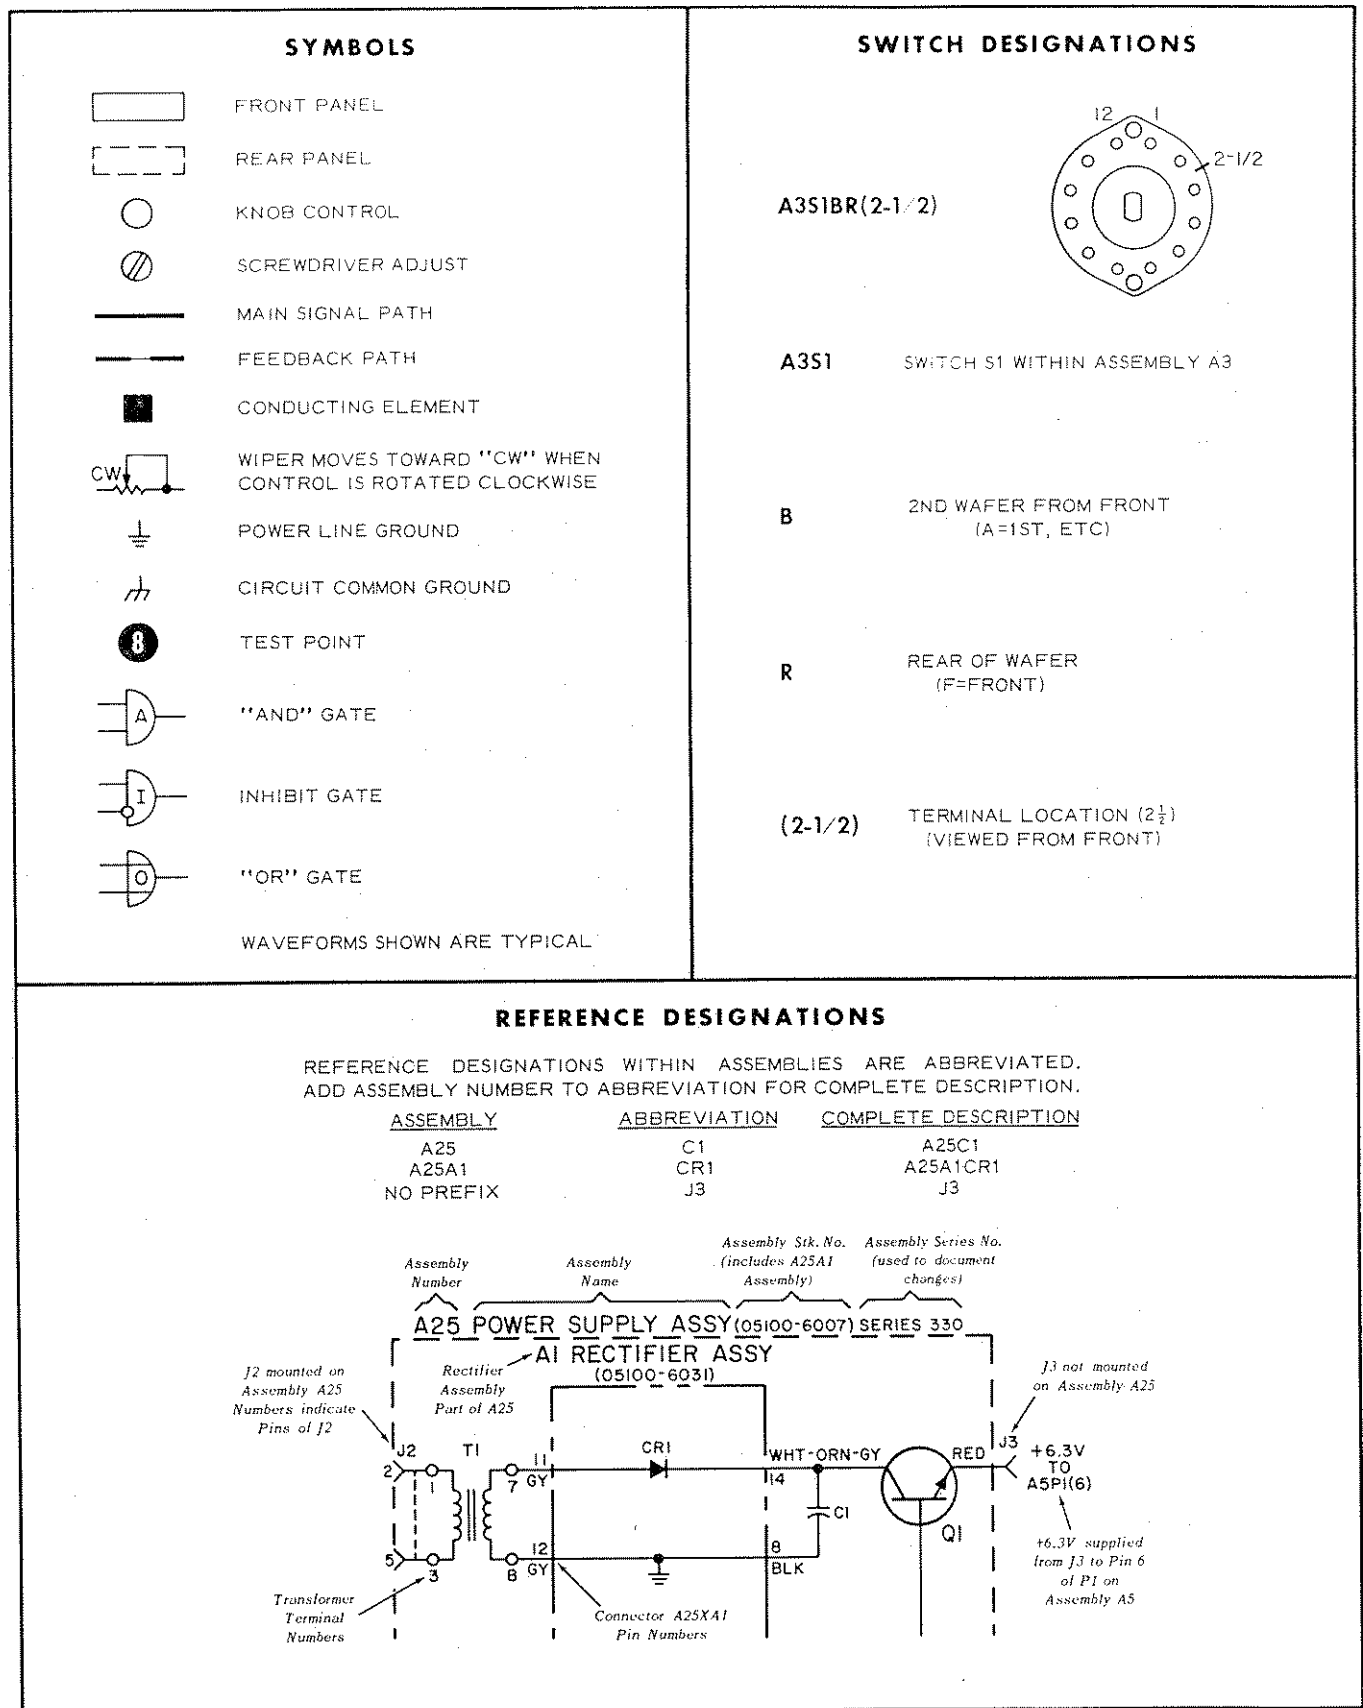 SYMBOLS
FRONT PANEL
REAR PANEL
KNOB CONTROL
SCREWDRIVER ADJUST
MAIN SIGNAL PATH
FEEDBACK PATH
CONDUCTING ELEMENT
CW
WIPER MOVES TOWARD "CW" WHEN
CONTROL IS ROTATED CLOCKWISE
POWER LINE GROUND
CIRCUIT COMMON GROUND
8
TEST POINT
A
"AND" GATE
I
INHIBIT GATE
O
"OR" GATE
WAVEFORMS SHOWN ARE TYPICAL
SWITCH DESIGNATIONS
12 1
2-1/2
A3S1BR(2-1/2)
A3S1 SWITCH S1 WITHIN ASSEMBLY A3
B 2ND WAFER FROM FRONT
(A=1ST, ETC)
R REAR OF WAFER
(F=FRONT)
(2-1/2) TERMINAL LOCATION (2½)
(VIEWED FROM FRONT)
REFERENCE DESIGNATIONS
REFERENCE DESIGNATIONS WITHIN ASSEMBLIES ARE ABBREVIATED.
ADD ASSEMBLY NUMBER TO ABBREVIATION FOR COMPLETE DESCRIPTION.
ASSEMBLY ABBREVIATION COMPLETE DESCRIPTION
A25 C1 A25C1
A25A1 CR1 A25A1CR1
NO PREFIX J3 J3
Assembly
Number
Assembly
Name
Assembly Stk. No.
(includes A25A1
Assembly)
Assembly Series No.
(used to document
changes)
A25 POWER SUPPLY ASSY (05100-6007) SERIES 330
A1 RECTIFIER ASSY
(05100-6031)
J2 mounted on
Assembly A25
Numbers indicate
Pins of J2
Rectifier
Assembly
Part of A25
J3 not mounted
on Assembly A25
J2 T1 CR1 WHT-ORN-GY RED J3
2 1 7 11 GY 14
+6.3V
TO
A5P1(6)
C1
Q1
5 3 8 12 GY 8 BLK
+6.3V supplied
from J3 to Pin 6
of P1 on
Assembly A5
Transformer
Terminal
Numbers
Connector A25XA1
Pin Numbers